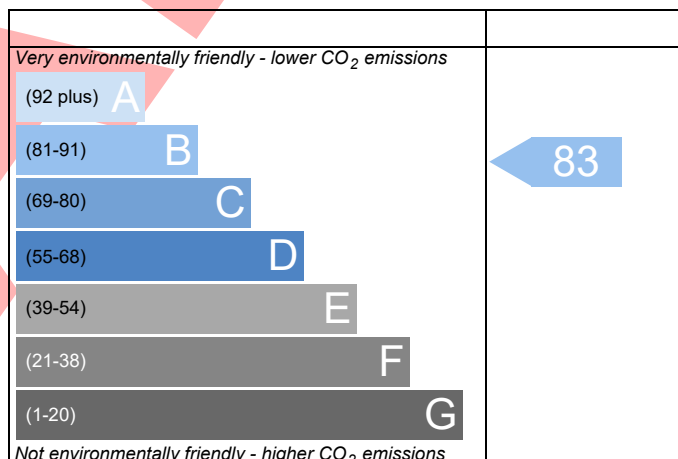 Very environmentally friendly - lower CO2 emissions
(92 plus) A
(81-91) B
83
(69-80) C
(55-68) D
(39-54) E
(21-38) F
(1-20) G
Not environmentally friendly - higher CO2 emissions